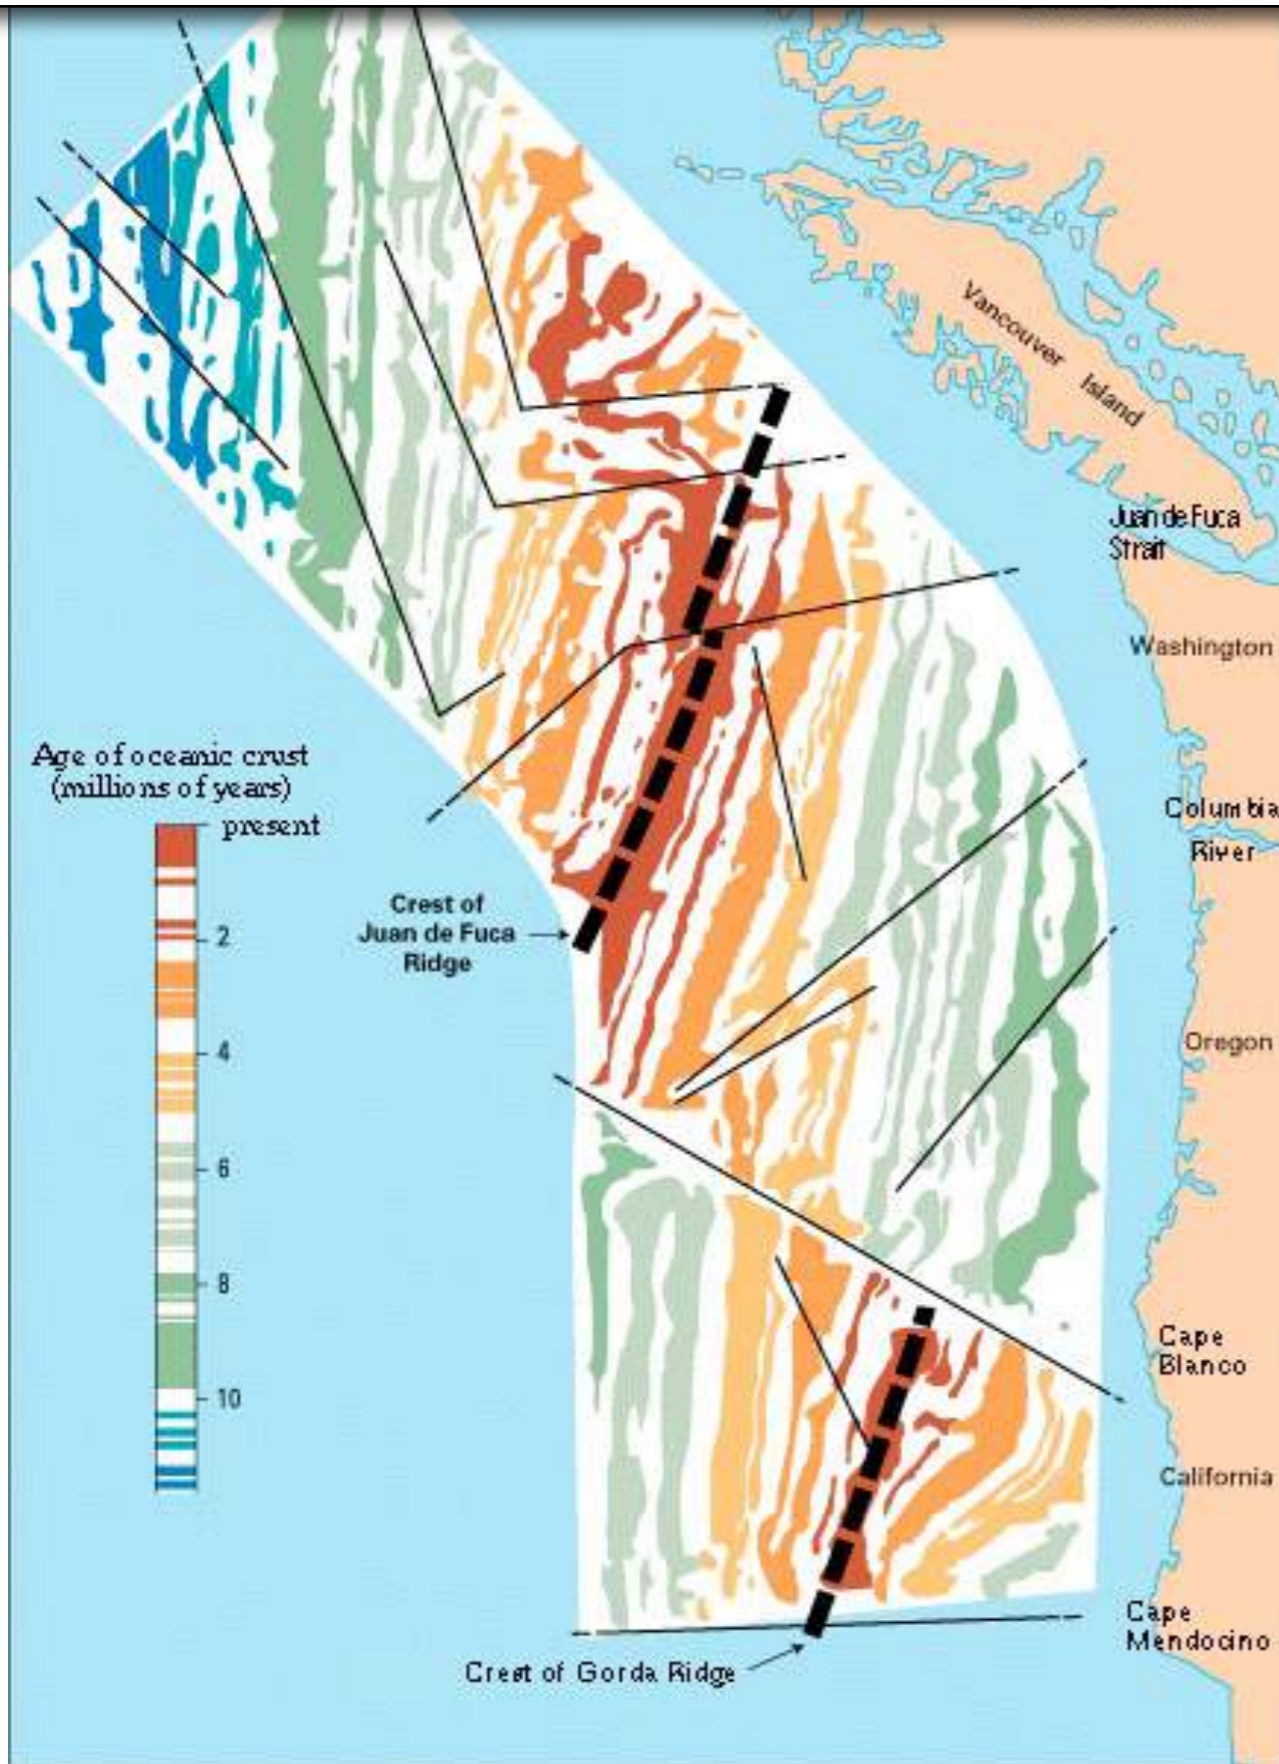 Vancouver Island
Juan de Fuca
Strait
Washington
Age of oceanic crust
(millions of years)
present
2
4
6
8
10
Columbia
River
Crest of
Juan de Fuca
Ridge
Oregon
Cape
Blanco
California
Cape
Mendocino
Crest of Gorda Ridge